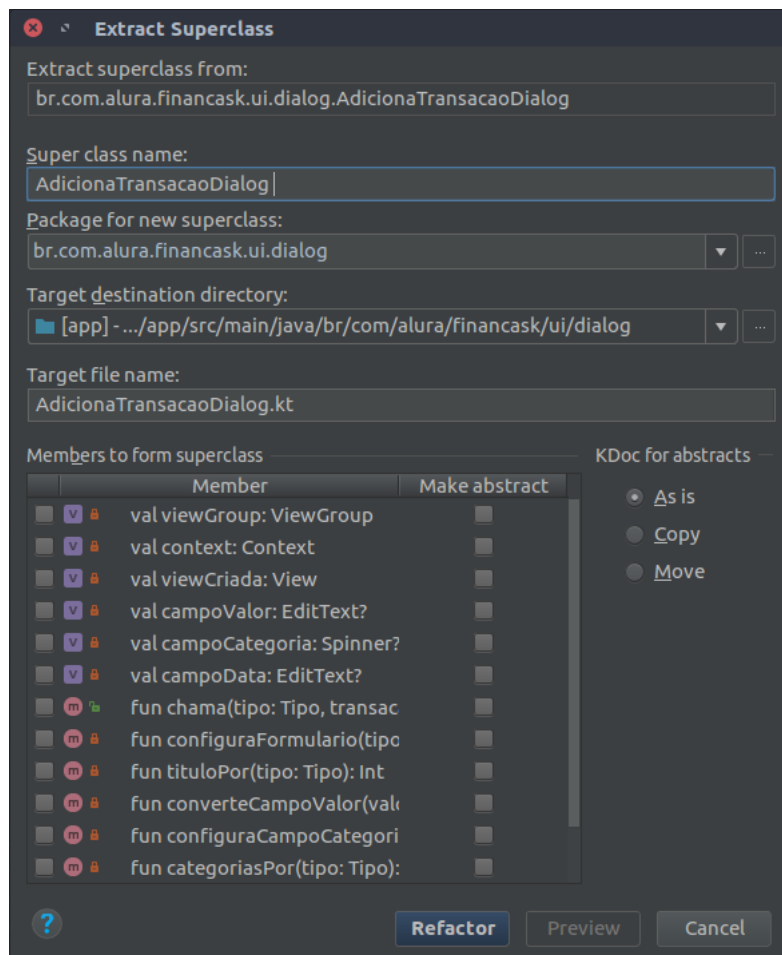 Extract Superclass
Extract superclass from:
br.com.alura.financask.ui.dialog.AdicionaTransacaoDialog
Super class name:
AdicionaTransacaoDialog
Package for new superclass:
br.com.alura.financask.ui.dialog
...
Target destination directory:
[app] - .../app/src/main/java/br/com/alura/financask/ui/dialog
...
Target file name:
AdicionaTransacaoDialog.kt
Members to form superclass
KDoc for abstracts
Member Make abstract
As is
Copy
Move
V val viewGroup: ViewGroup
V val context: Context
V val viewCriada: View
V val campoValor: EditText?
V val campoCategoria: Spinner?
V val campoData: EditText?
m fun chama(tipo: Tipo, transac
m fun configuraFormulario(tipo
m fun tituloPor(tipo: Tipo): Int
m fun converteCampoValor(valo
m fun configuraCampoCategori
m fun categoriasPor(tipo: Tipo):
? Refactor Preview Cancel